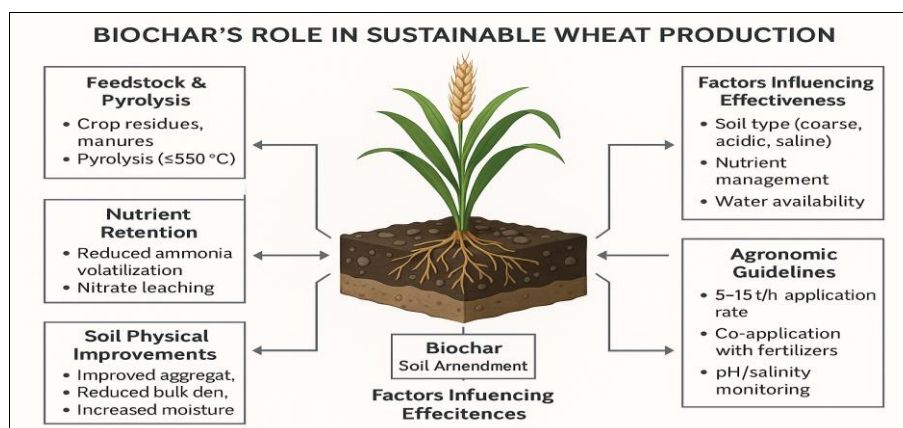 BIOCHAR'S ROLE IN SUSTAINABLE WHEAT PRODUCTION
Feedstock &
Pyrolysis
• Crop residues,
manures
• Pyrolysis (≤550 °C)
Nutrient
Retention
• Reduced ammonia
volatilization
• Nitrate leaching
Soil Physical
Improvements
• Improved aggregat,
• Reduced bulk den,
• Increased moisture
Biochar
Soil Arnendment
Factors Infuencing
Effecitences
Factors Influencing
Effectiveness
• Soil type (coarse,
acidic, saline)
• Nutrient
management
• Water availability
Agronomic
Guidelines
• 5–15 t/h application
rate
• Co-application
with fertilizers
• pH/salinity
monitoring